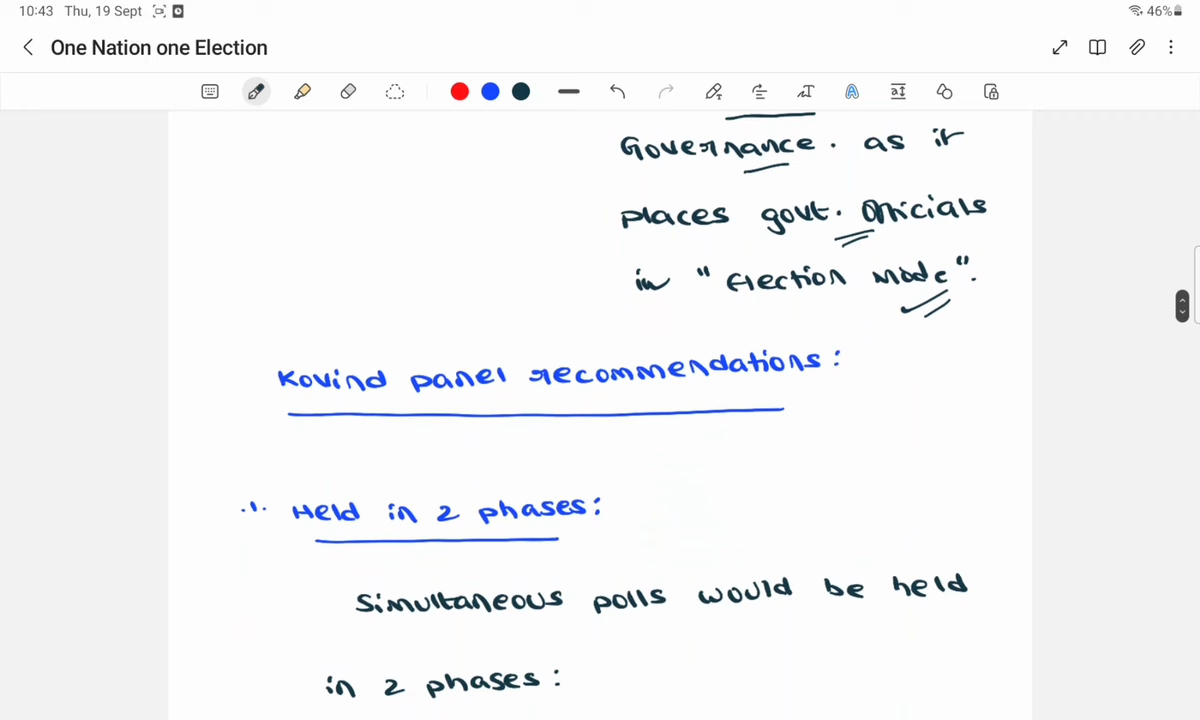 10:43 Thu, 19 Sept
46%
One Nation one Election
Governance. as it
places govt. Officials
in "Election Mode".
Kovind panel recommendations:
1. Held in 2 phases:
Simultaneous polls would be held
in 2 phases: